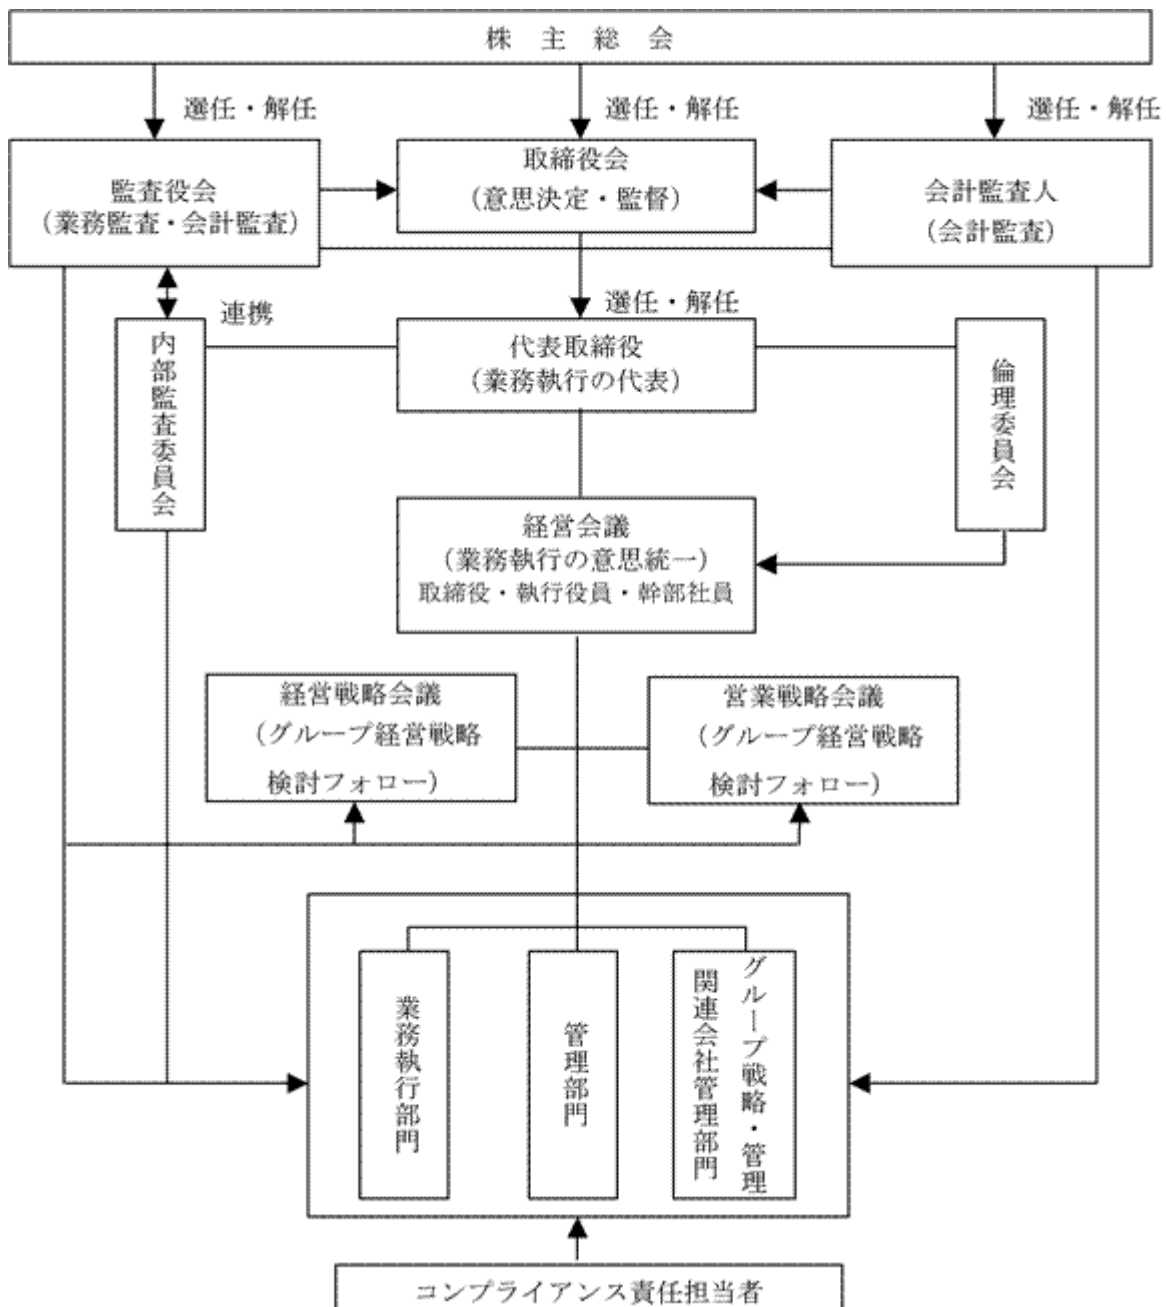 株主総会
選任・解任
選任・解任
選任・解任
監査役会
(業務監査・会計監査)
取締役会
(意思決定・監督)
会計監査人
(会計監査)
連携
選任・解任
内部監査委員会
代表取締役
(業務執行の代表)
倫理委員会
経営会議
(業務執行の意思統一)
取締役・執行役員・幹部社員
経営戦略会議
(グループ経営戦略
検討フォロー)
営業戦略会議
(グループ経営戦略
検討フォロー)
業務執行部門
管理部門
グループ戦略・管理
関連会社管理部門
コンプライアンス責任担当者